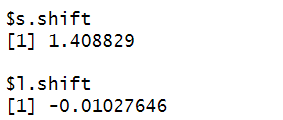 $s.shift
[1] 1.408829
$l.shift
[1] -0.01027646